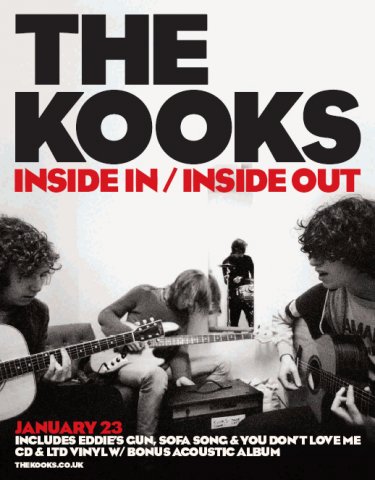 THE
KOOKS
INSIDE IN / INSIDE OUT
JANUARY 23
INCLUDES EDDIE'S GUN, SOFA SONG & YOU DON'T LOVE ME
CD & LTD VINYL W/ BONUS ACOUSTIC ALBUM
THEKOOKS.CO.UK